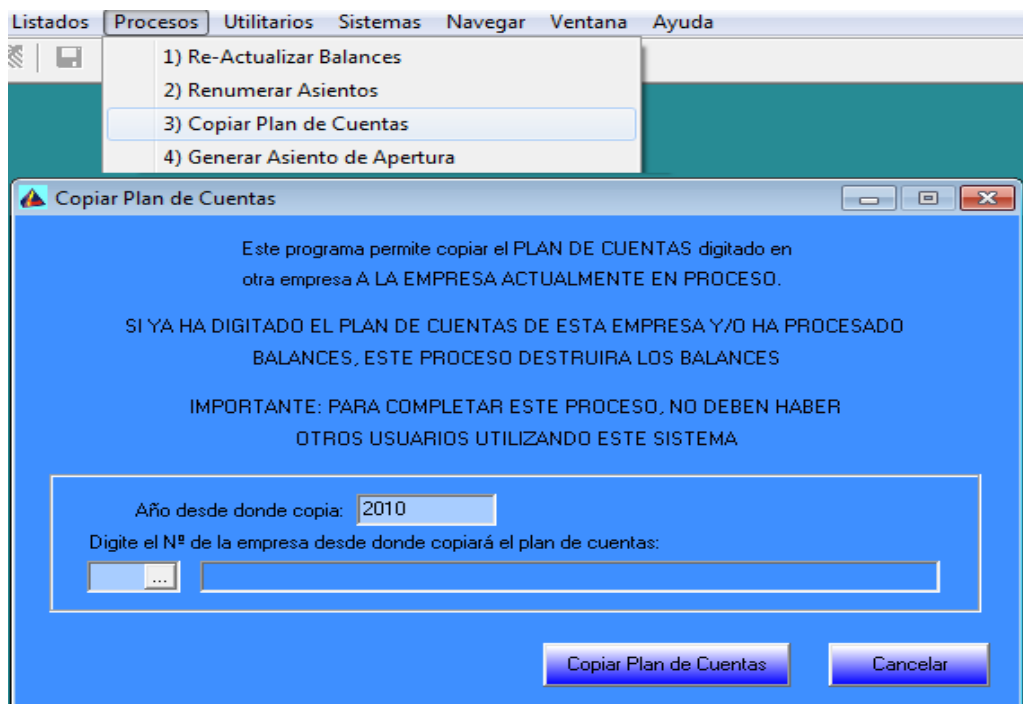 Listados Procesos Utilitarios Sistemas Navegar Ventana Ayuda
1) Re-Actualizar Balances
2) Renumerar Asientos
3) Copiar Plan de Cuentas
4) Generar Asiento de Apertura
Copiar Plan de Cuentas
Este programa permite copiar el PLAN DE CUENTAS digitado en
otra empresa A LA EMPRESA ACTUALMENTE EN PROCESO.
SI YA HA DIGITADO EL PLAN DE CUENTAS DE ESTA EMPRESA Y/O HA PROCESADO
BALANCES, ESTE PROCESO DESTRUIRA LOS BALANCES
IMPORTANTE: PARA COMPLETAR ESTE PROCESO, NO DEBEN HABER
OTROS USUARIOS UTILIZANDO ESTE SISTEMA
Año desde donde copia: 2010
Digite el Nº de la empresa desde donde copiará el plan de cuentas:
...
Copiar Plan de Cuentas Cancelar